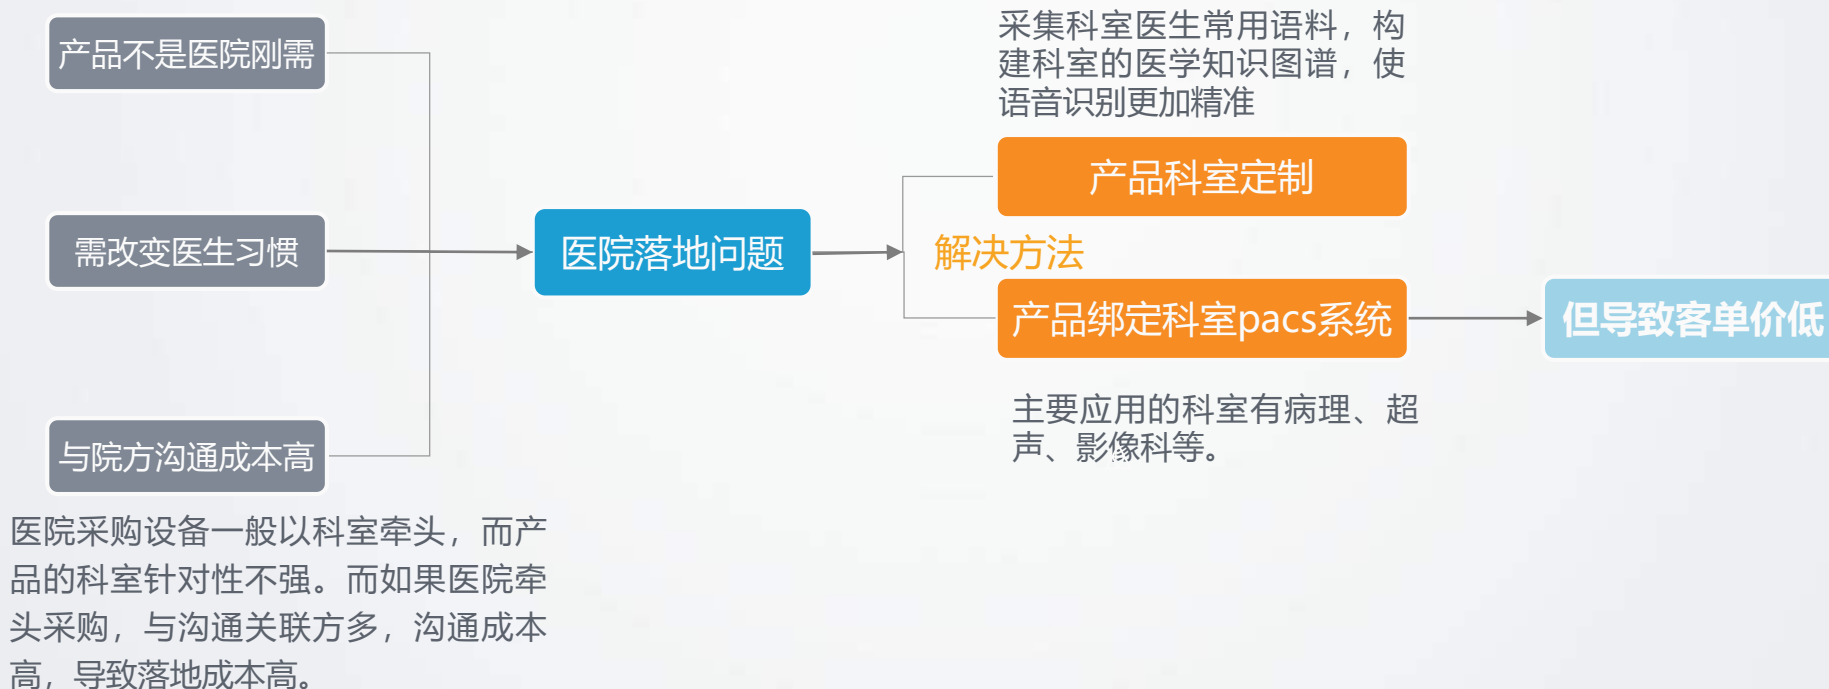 产品不是医院刚需
需改变医生习惯
与院方沟通成本高
医院采购设备一般以科室牵头，而产
品的科室针对性不强。而如果医院牵
头采购，与沟通关联方多，沟通成本
高，导致落地成本高。
医院落地问题
解决方法
采集科室医生常用语料，构
建科室的医学知识图谱，使
语音识别更加精准
产品科室定制
产品绑定科室pacs系统
主要应用的科室有病理、超
声、影像科等。
但导致客单价低